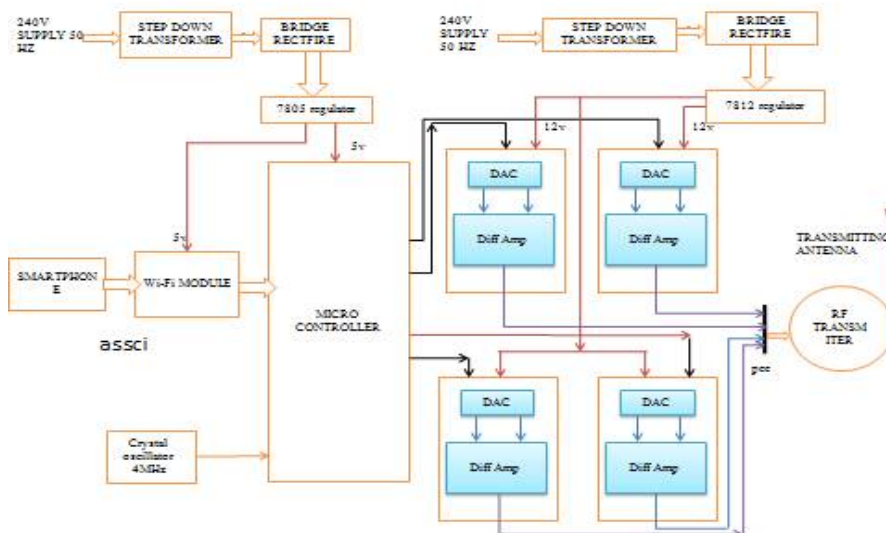 240V
SUPPLY 50
HZ
STEP DOWN
TRANSFORMER
BRIDGE
RECTFIRE
240V
SUPPLY
50 HZ
STEP DOWN
TRANSFORMER
BRIDGE
RECTFIRE
7805 regulator
7812 regulator
5v
12v
12v
DAC
DAC
Diff Amp
Diff Amp
5v
TRANSMITTING
ANTENNA
SMARTPHON
E
Wi-Fi MODULE
MICRO
CONTROLLER
RF
TRANSM
ITER
assci
DAC
DAC
Crystal
oscillator
4MHz
Diff Amp
Diff Amp